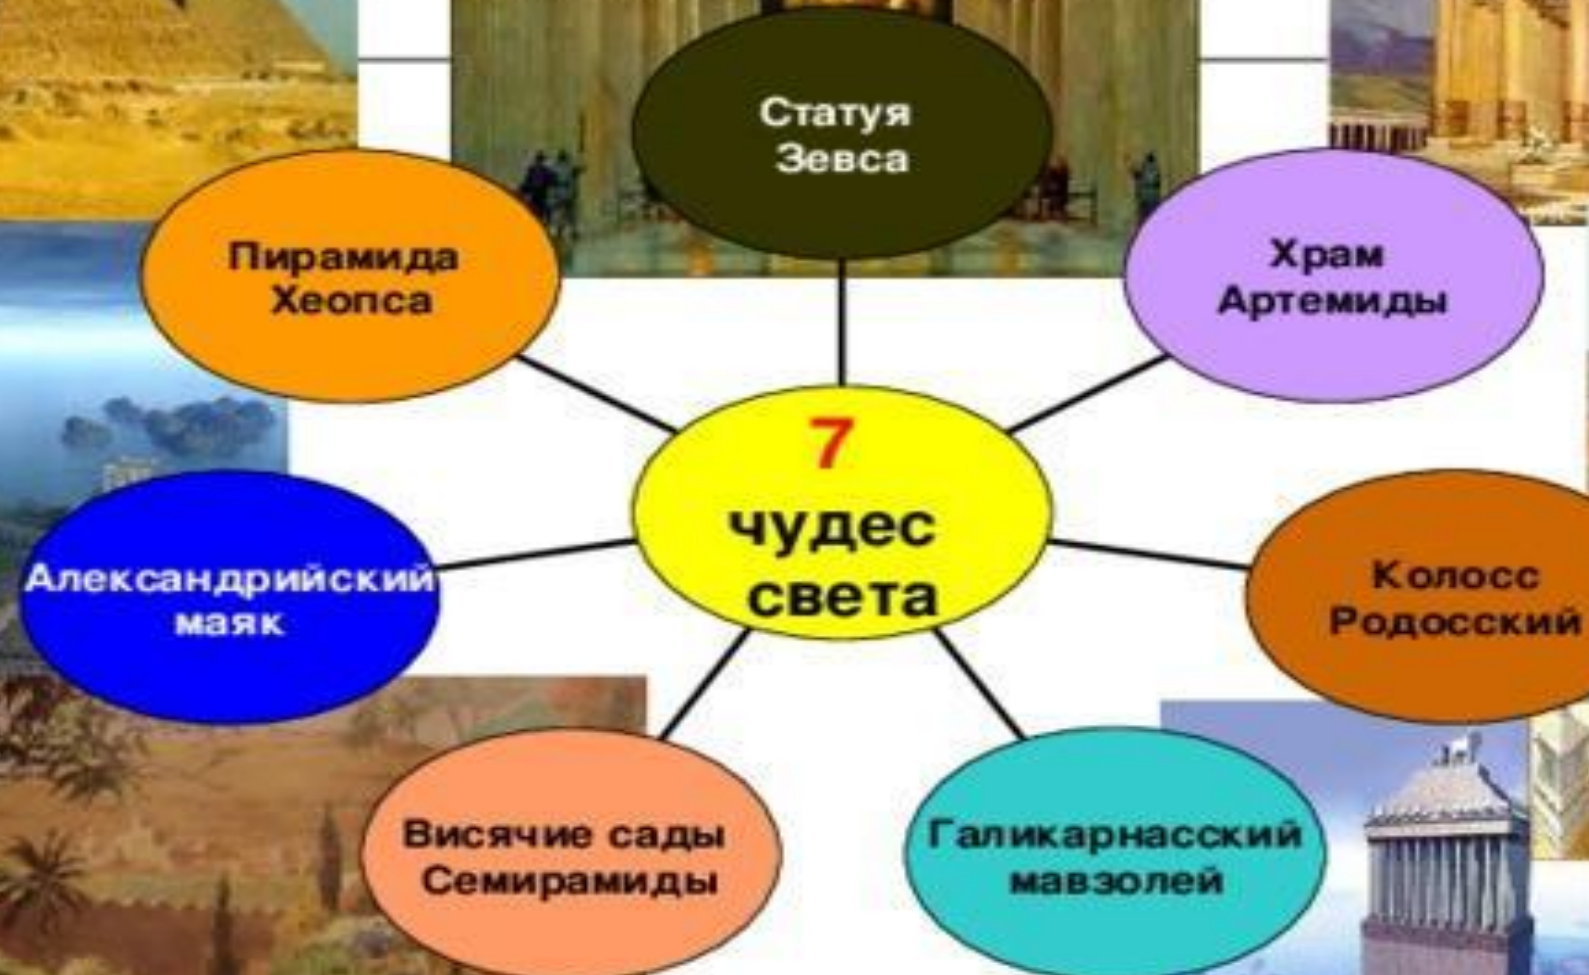 Статуя
Зевса
Пирамида
Хеопса
Храм
Артемиды
7
чудес
света
Александрийский
маяк
Колосс
Родосский
Висячие сады
Семирамиды
Галикарнасский
мавзолей